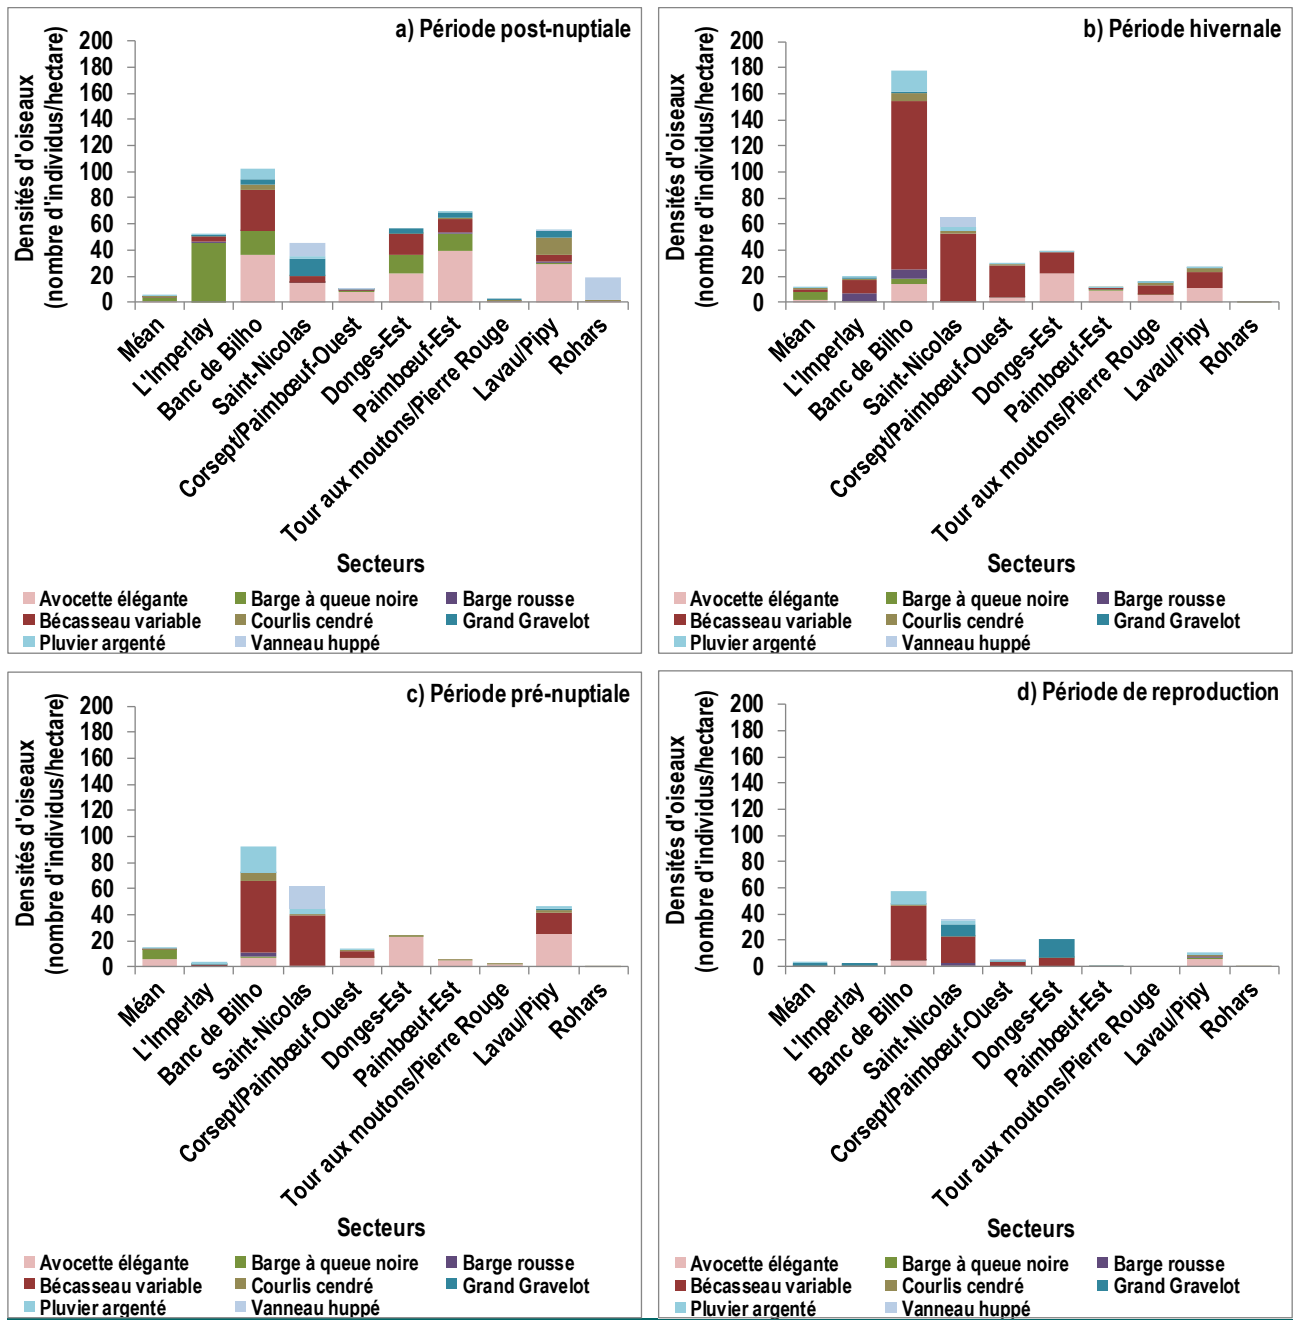 a) Période post-nuptiale
Densités d'oiseaux
(nombre d'individus/hectare)
200
180
160
140
120
100
80
60
40
20
0
Méan
L'Imperlay
Banc de Bilho
Saint-Nicolas
Corsept/Paimbœuf-Ouest
Donges-Est
Paimbœuf-Est
Tour aux moutons/Pierre Rouge
Lavau/Pipy
Rohars
Secteurs
Avocette élégante
Barge à queue noire
Barge rousse
Bécasseau variable
Courlis cendré
Grand Gravelot
Pluvier argenté
Vanneau huppé
b) Période hivernale
Densités d'oiseaux
(nombre d'individus/hectare)
200
180
160
140
120
100
80
60
40
20
0
Méan
L'Imperlay
Banc de Bilho
Saint-Nicolas
Corsept/Paimbœuf-Ouest
Donges-Est
Paimbœuf-Est
Tour aux moutons/Pierre Rouge
Lavau/Pipy
Rohars
Secteurs
Avocette élégante
Barge à queue noire
Barge rousse
Bécasseau variable
Courlis cendré
Grand Gravelot
Pluvier argenté
Vanneau huppé
c) Période pré-nuptiale
Densités d'oiseaux
(nombre d'individus/hectare)
200
180
160
140
120
100
80
60
40
20
0
Méan
L'Imperlay
Banc de Bilho
Saint-Nicolas
Corsept/Paimbœuf-Ouest
Donges-Est
Paimbœuf-Est
Tour aux moutons/Pierre Rouge
Lavau/Pipy
Rohars
Secteurs
Avocette élégante
Barge à queue noire
Barge rousse
Bécasseau variable
Courlis cendré
Grand Gravelot
Pluvier argenté
Vanneau huppé
d) Période de reproduction
Densités d'oiseaux
(nombre d'individus/hectare)
200
180
160
140
120
100
80
60
40
20
0
Méan
L'Imperlay
Banc de Bilho
Saint-Nicolas
Corsept/Paimbœuf-Ouest
Donges-Est
Paimbœuf-Est
Tour aux moutons/Pierre Rouge
Lavau/Pipy
Rohars
Secteurs
Avocette élégante
Barge à queue noire
Barge rousse
Bécasseau variable
Courlis cendré
Grand Gravelot
Pluvier argenté
Vanneau huppé